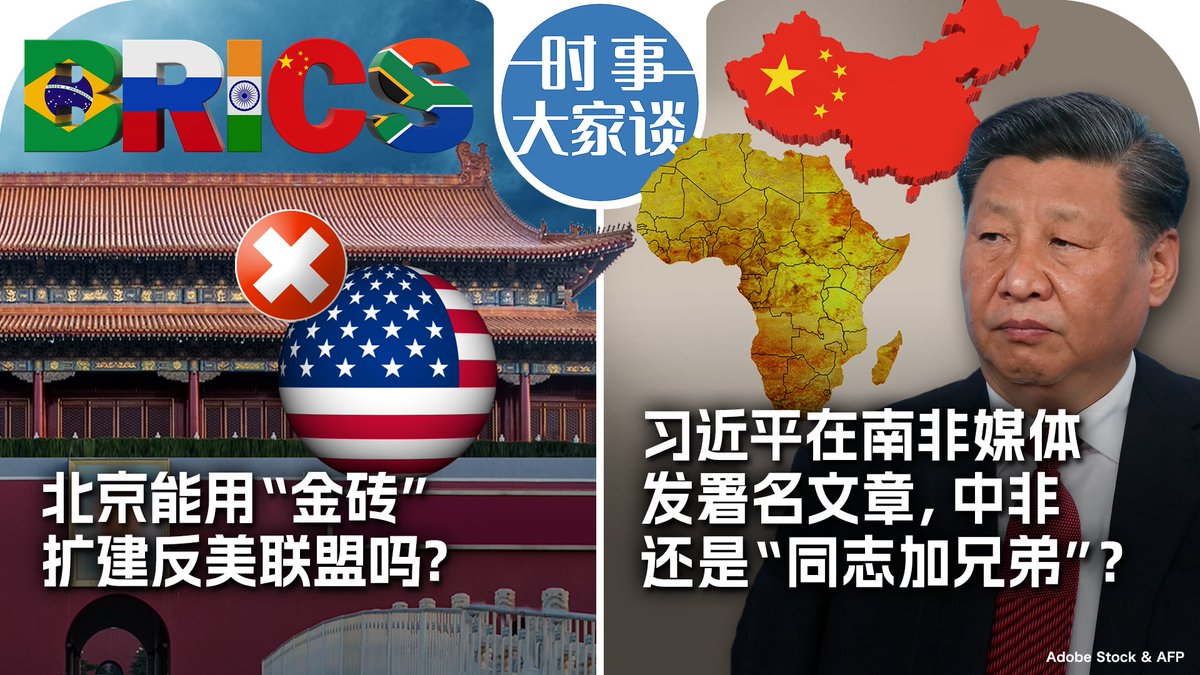 BRICS
时事
大家谈
北京能用“金砖”
扩建反美联盟吗?
习近平在南非媒体
发署名文章, 中非
还是“同志加兄弟”?
Adobe Stock & AFP